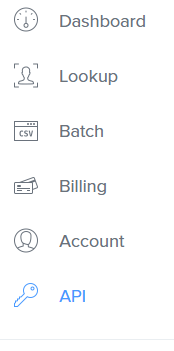 Dashboard
Lookup
CSV
Batch
Billing
Account
API